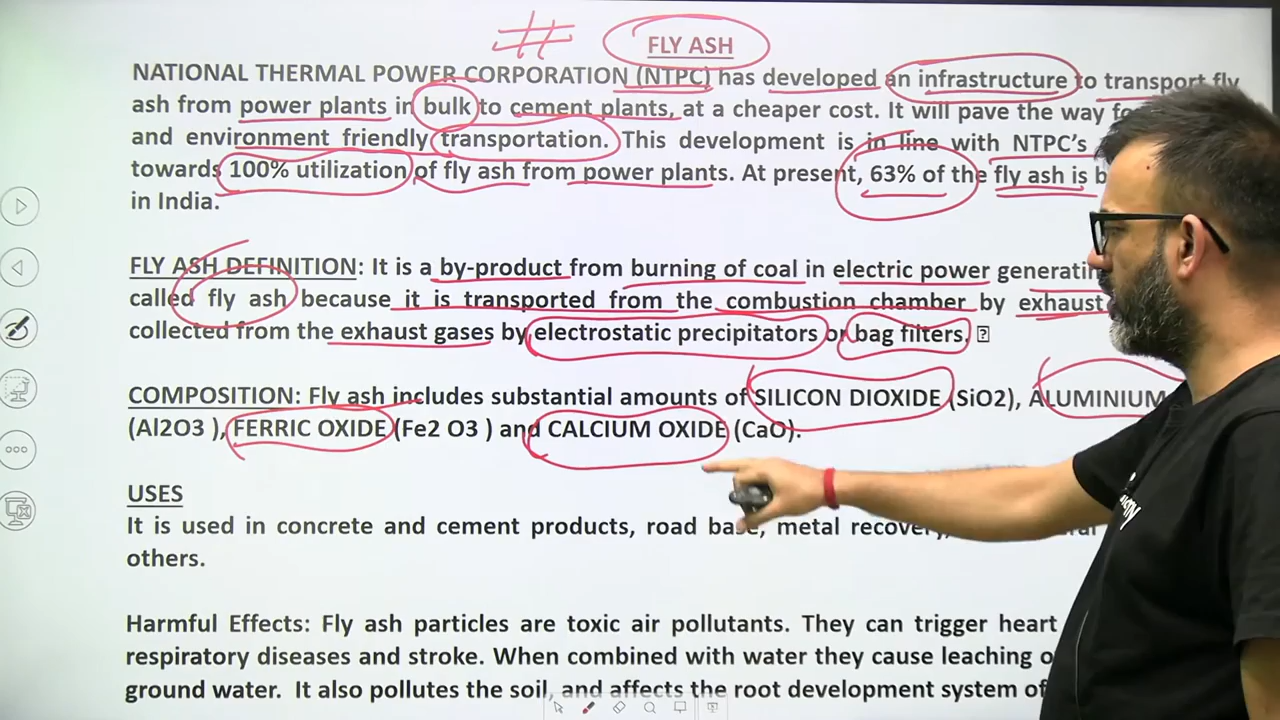 # FLY ASH
NATIONAL THERMAL POWER CORPORATION (NTPC) has developed an infrastructure to transport fly
ash from power plants in bulk to cement plants, at a cheaper cost. It will pave the way
and environment friendly transportation. This development is in line with NTPC's
towards 100% utilization of fly ash from power plants. At present, 63% of the fly ash is
in India.
FLY ASH DEFINITION: It is a by-product from burning of coal in electric power
called fly ash because it is transported from the combustion chamber by exhaust
collected from the exhaust gases by electrostatic precipitators or bag filters.
COMPOSITION: Fly ash includes substantial amounts of SILICON DIOXIDE (SiO2), ALUMINIUM
(Al2O3 ), FERRIC OXIDE (Fe2 O3 ) and CALCIUM OXIDE (CaO).
USES
It is used in concrete and cement products, road base, metal recovery,
others.
Harmful Effects: Fly ash particles are toxic air pollutants. They can trigger heart
respiratory diseases and stroke. When combined with water they cause leaching
ground water. It also pollutes the soil, and affects the root development system of